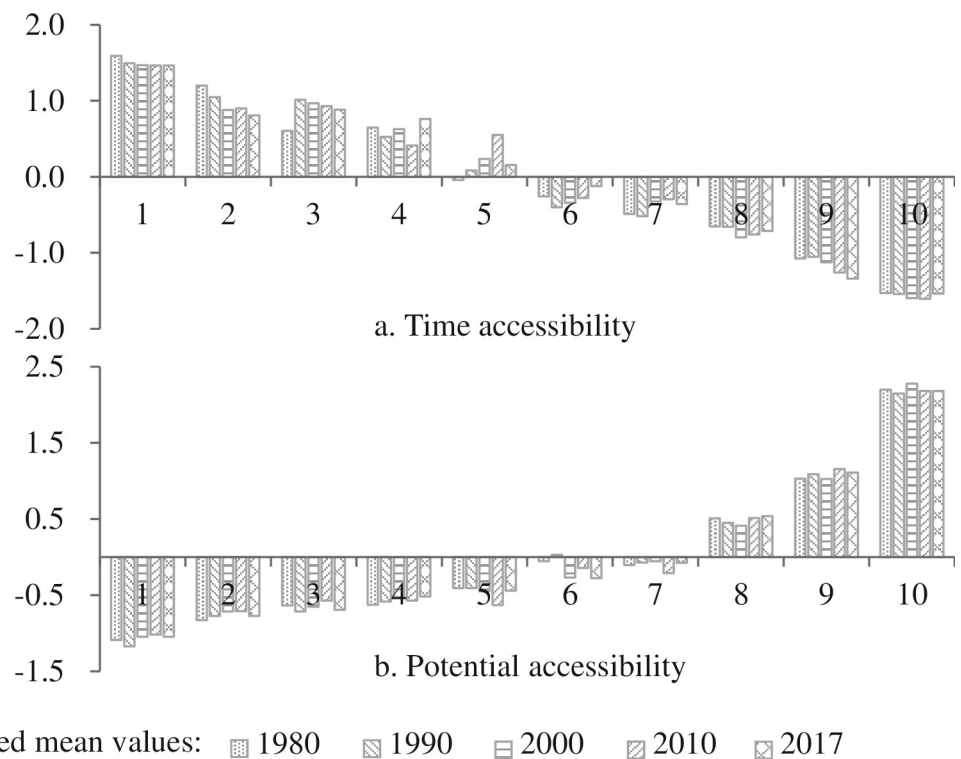 2.0
1.0
0.0
1 2 3 4 5 6 7 8 9 10
-1.0
-2.0
a. Time accessibility
2.5
1.5
0.5
-0.5
1 2 3 4 5 6 7 8 9 10
-1.5
b. Potential accessibility
ed mean values: 1980 1990 2000 2010 2017